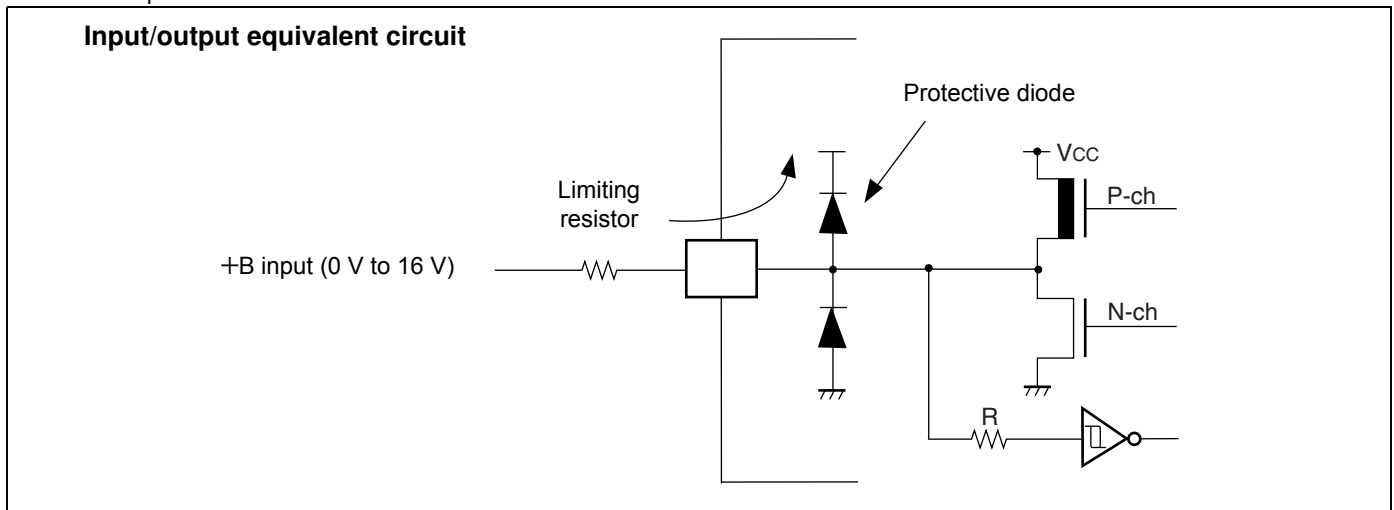 Input/output equivalent circuit
Protective diode
VCC
Limiting
resistor
P-ch
+B input (0 V to 16 V)
N-ch
R